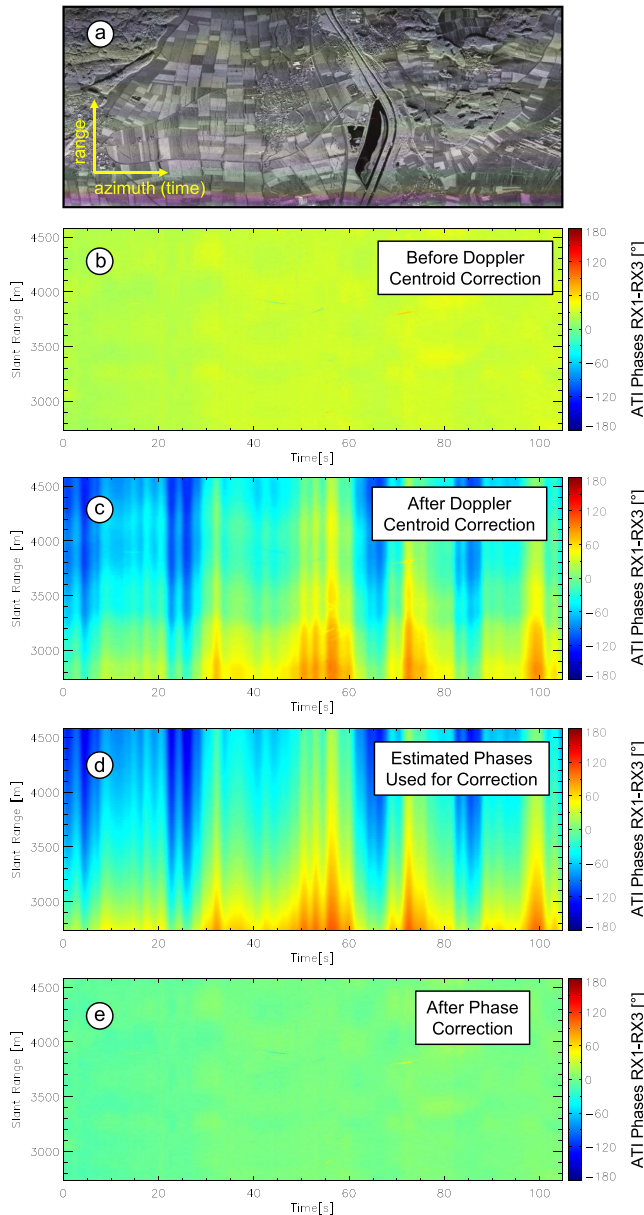 a
range
azimuth (time)
b
Before Doppler
Centroid Correction
4500
4000
3500
3000
Slant Range [m]
0 20 40 60 80 100
Time[s]
180
120
60
0
−60
−120
−180
ATI Phases RX1-RX3 [°]
c
After Doppler
Centroid Correction
4500
4000
3500
3000
Slant Range [m]
0 20 40 60 80 100
Time[s]
180
120
60
0
−60
−120
−180
ATI Phases RX1-RX3 [°]
d
Estimated Phases
Used for Correction
4500
4000
3500
3000
Slant Range [m]
0 20 40 60 80 100
Time[s]
180
120
60
0
−60
−120
−180
ATI Phases RX1-RX3 [°]
e
After Phase
Correction
4500
4000
3500
3000
Slant Range [m]
0 20 40 60 80 100
Time[s]
180
120
60
0
−60
−120
−180
ATI Phases RX1-RX3 [°]